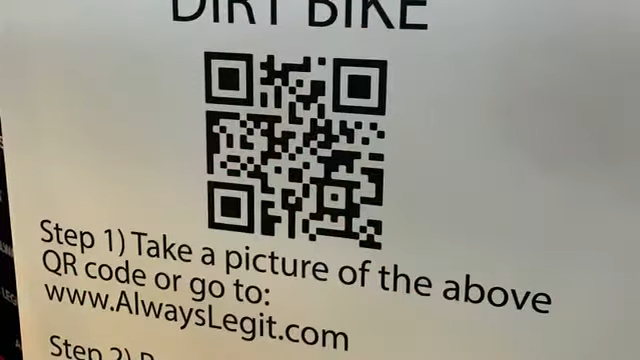 DIRT BIKE
Step 1) Take a picture of the above
QR code or go to:
www.AlwaysLegit.com
Step 2)